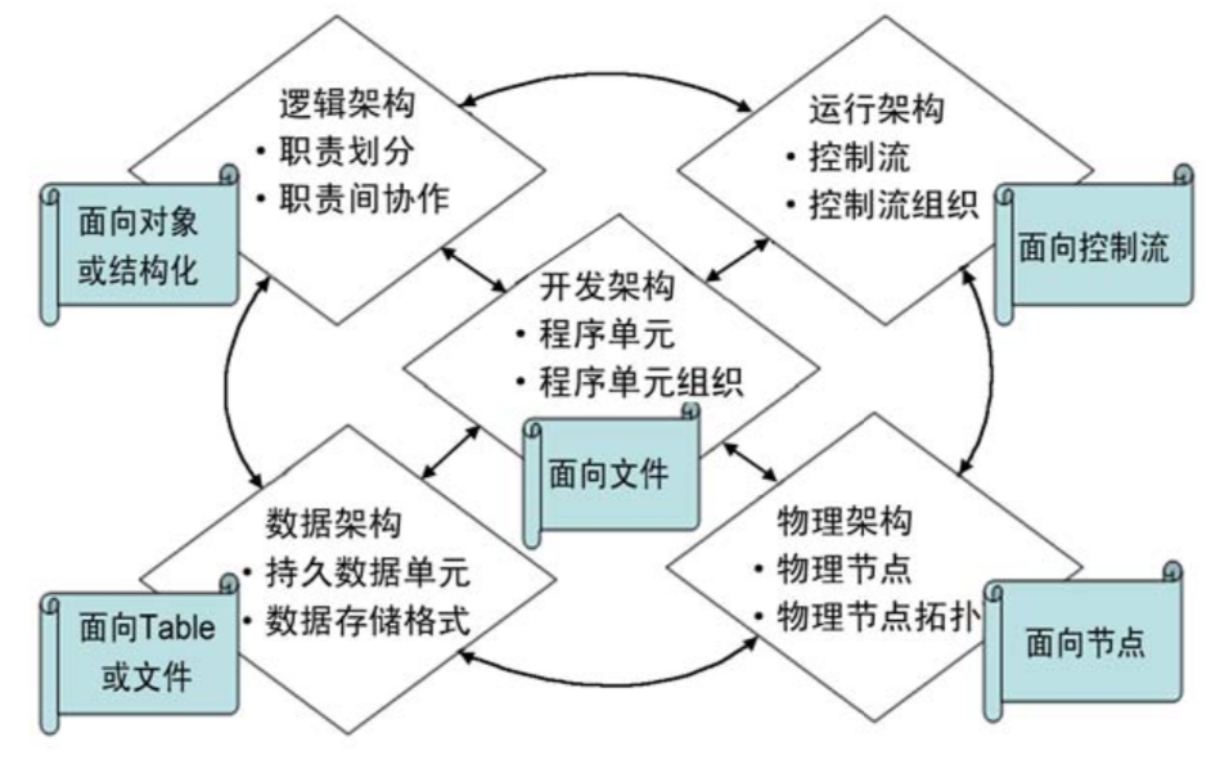 逻辑架构
• 职责划分
• 职责间协作
面向对象
或结构化
运行架构
• 控制流
• 控制流组织
面向控制流
开发架构
• 程序单元
• 程序单元组织
面向文件
数据架构
• 持久数据单元
• 数据存储格式
面向Table
或文件
物理架构
• 物理节点
• 物理节点拓扑
面向节点